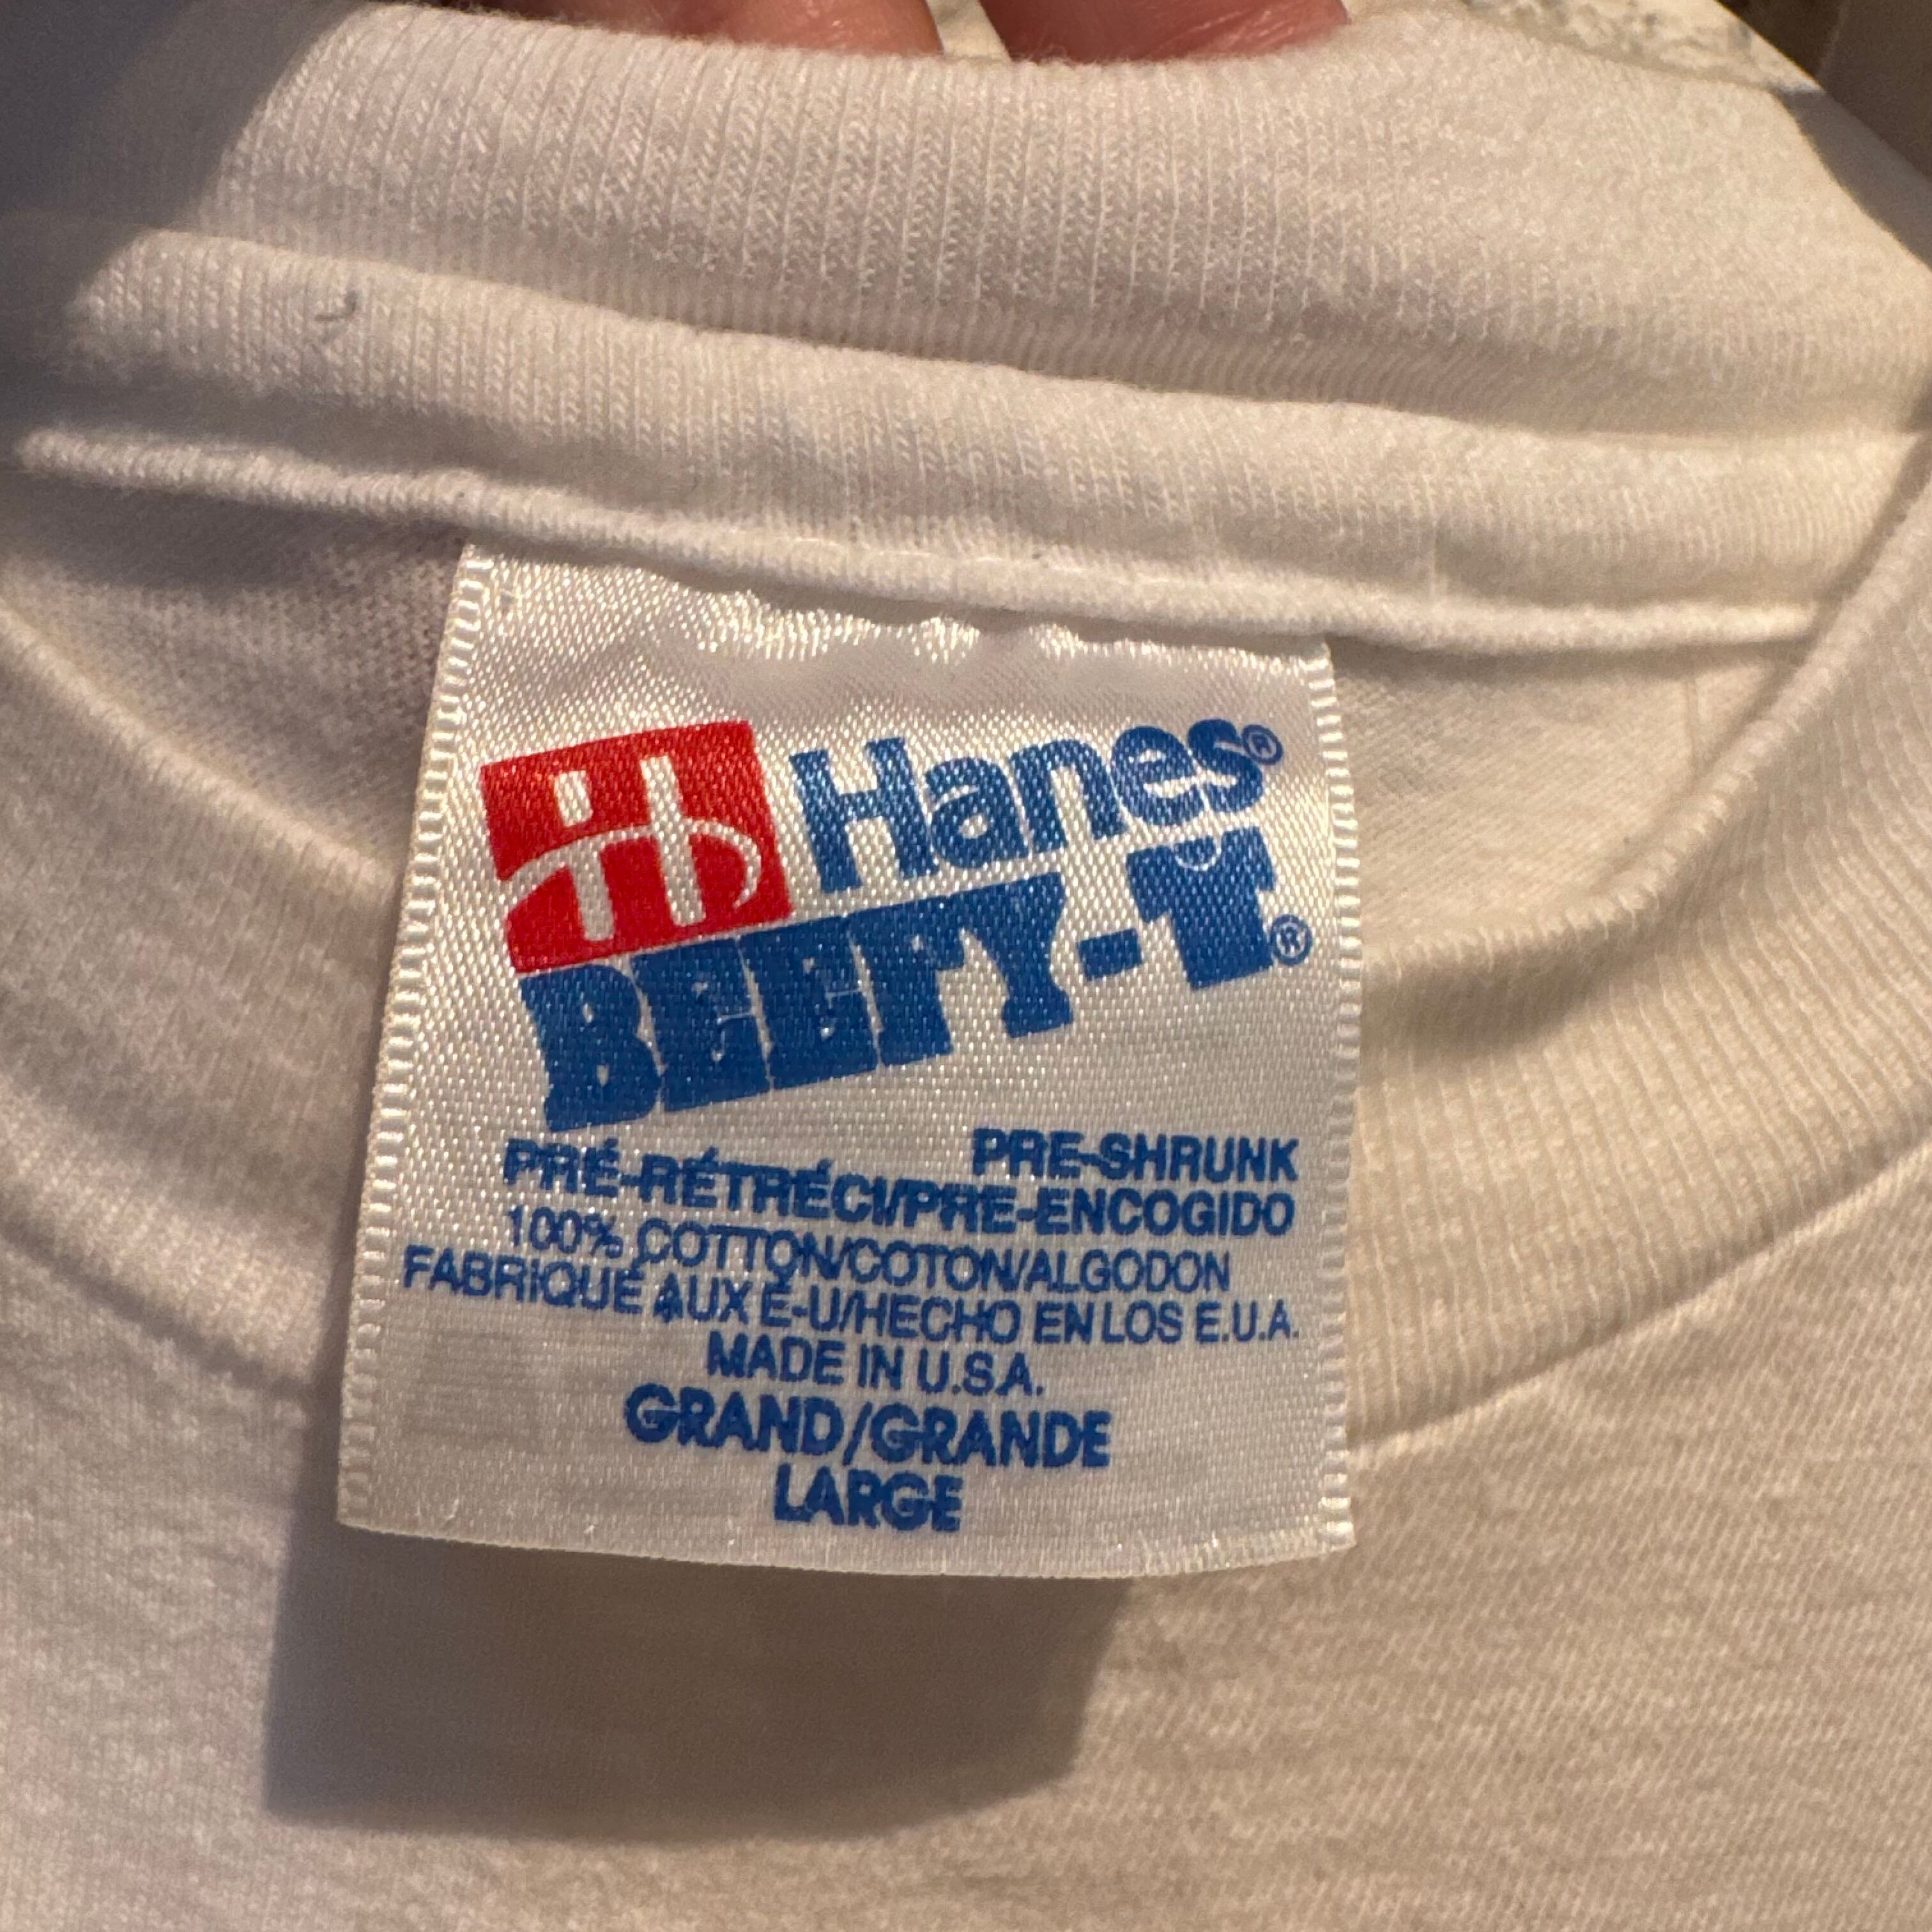 Hanes®
BEEFY-T®
PRE-SHRUNK
PRÉ-RÉTRÉCI/PRE-ENCOGIDO
100% COTTON/COTON/ALGODON
FABRIQUÉ AUX É-U/HECHO EN LOS E.U.A.
MADE IN U.S.A.
GRAND/GRANDE
LARGE